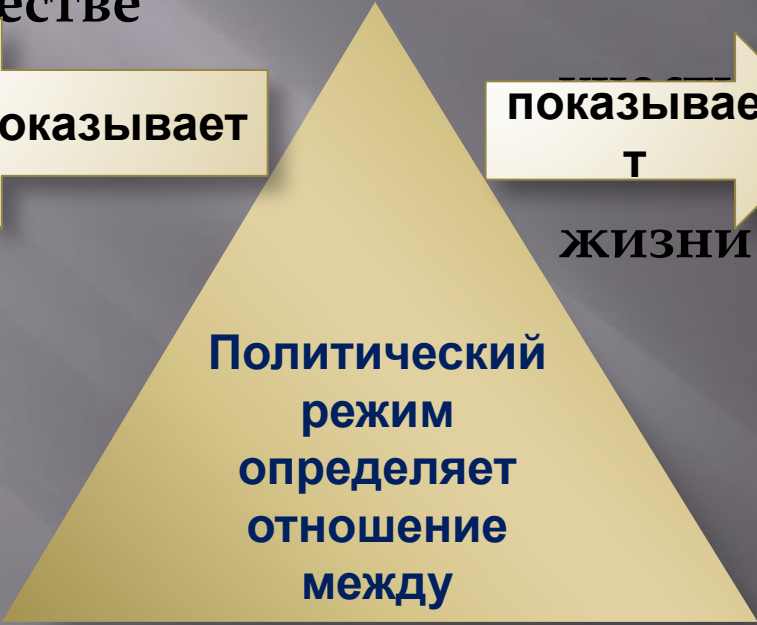 естве
оказывает
показывае
т
жизни
Политический
режим
определяет
отношение
между